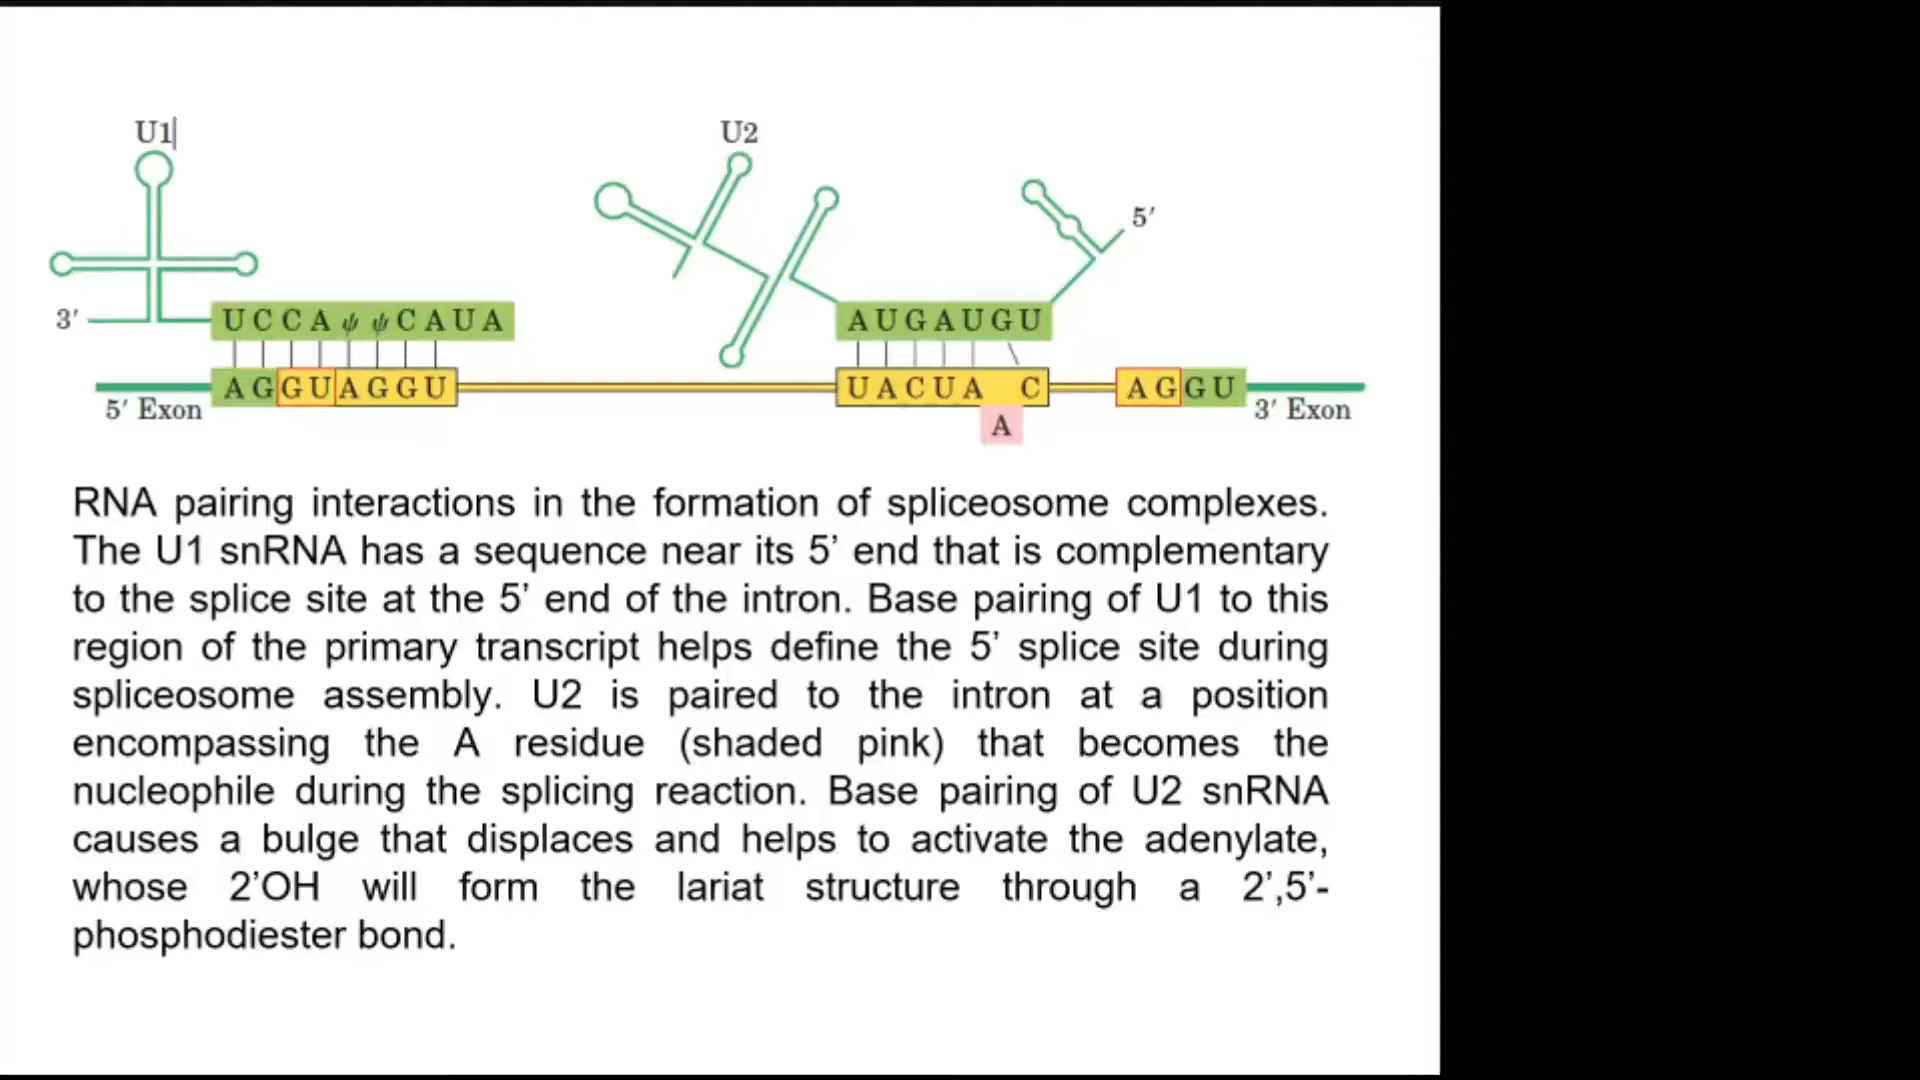 U1 U2
5′
3′ UCCAψψCAUA AUGAUGU
AGGUAGGU UACUA C AGGU
5′ Exon A 3′ Exon
RNA pairing interactions in the formation of spliceosome complexes.
The U1 snRNA has a sequence near its 5’ end that is complementary
to the splice site at the 5’ end of the intron. Base pairing of U1 to this
region of the primary transcript helps define the 5’ splice site during
spliceosome assembly. U2 is paired to the intron at a position
encompassing the A residue (shaded pink) that becomes the
nucleophile during the splicing reaction. Base pairing of U2 snRNA
causes a bulge that displaces and helps to activate the adenylate,
whose 2’OH will form the lariat structure through a 2’,5’-
phosphodiester bond.